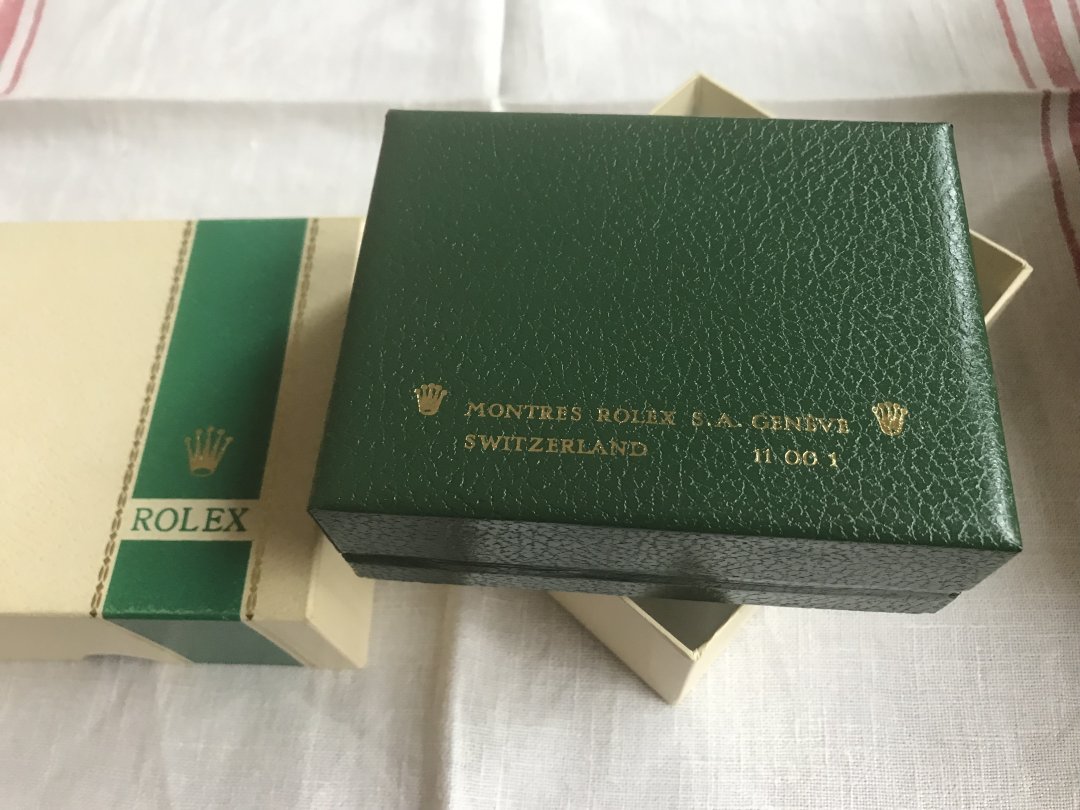 ROLEX
MONTRES ROLEX S.A. GENÈVE
SWITZERLAND 11 00 1